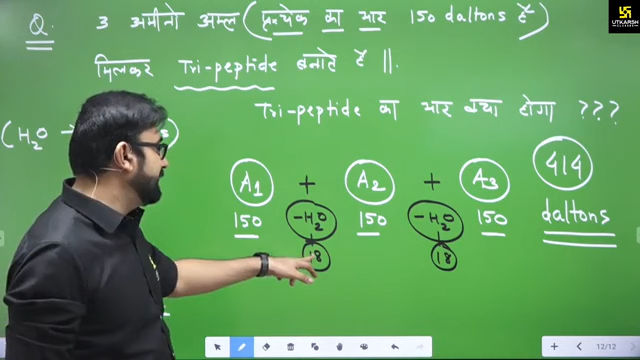 Q. 3 अमीनो अम्ल (प्रत्येक का भार 150 daltons है)
मिलकर Tri-peptide बनाते हैं ||.
Tri-peptide का भार क्या होगा ???
(H2O → s)
A1 + A2 + A3 414
150 -H2O 150 -H2O 150 daltons
18 18
UTKARSH
CLASSES
12/12